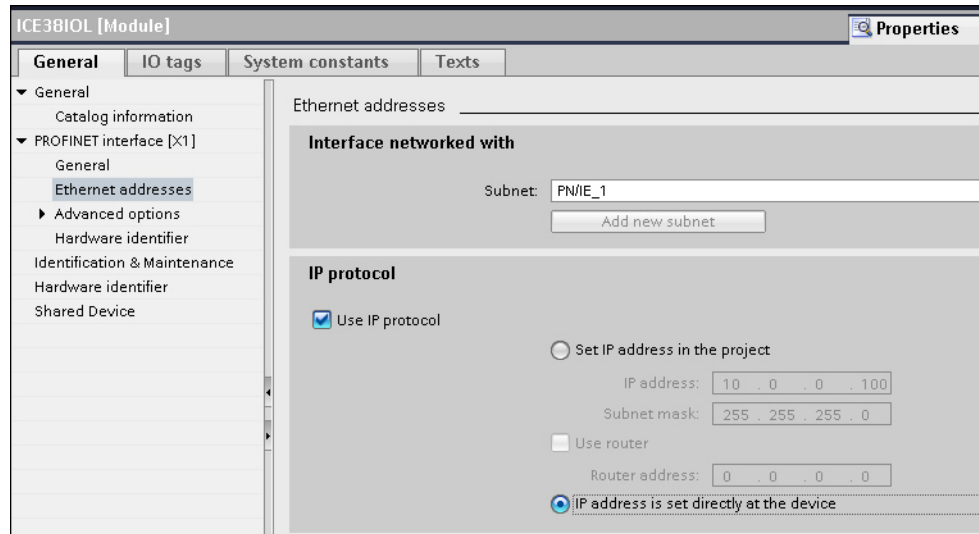 ICE38IOL [Module]
Properties
General IO tags System constants Texts
General
Catalog information
PROFINET interface [X1]
General
Ethernet addresses
Advanced options
Hardware identifier
Identification & Maintenance
Hardware identifier
Shared Device
Ethernet addresses
Interface networked with
Subnet: PN/IE_1
Add new subnet
IP protocol
Use IP protocol
Set IP address in the project
IP address: 10 . 0 . 0 . 100
Subnet mask: 255 . 255 . 255 . 0
Use router
Router address: 0 . 0 . 0 . 0
IP address is set directly at the device